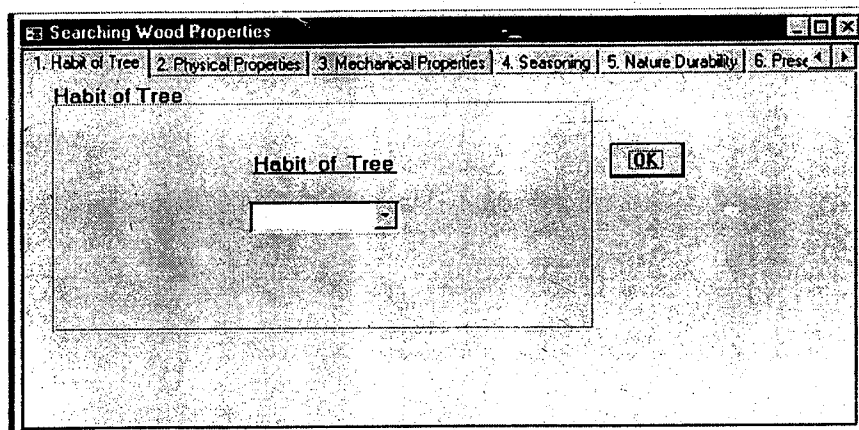 Searching Wood Properties
1. Habit of Tree 2. Physical Properties 3. Mechanical Properties 4. Seasoning 5. Nature Durability 6. Prese
Habit of Tree
Habit of Tree
OK